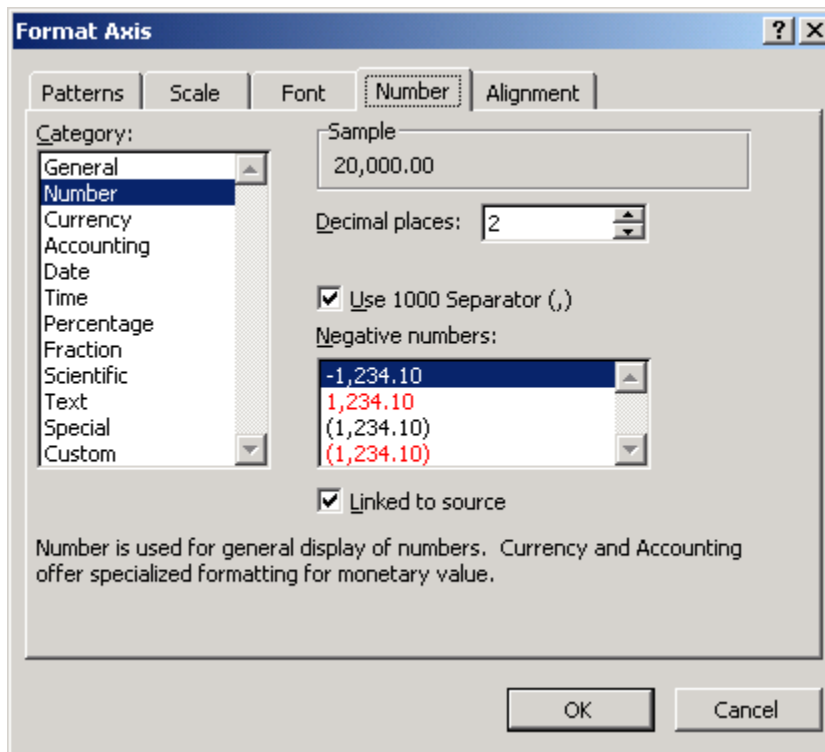 Format Axis
Patterns
Scale
Font
Number
Alignment
Category:
General
Number
Currency
Accounting
Date
Time
Percentage
Fraction
Scientific
Text
Special
Custom
Sample
20,000.00
Decimal places: 2
Use 1000 Separator (,)
Negative numbers:
-1,234.10
1,234.10
(1,234.10)
(1,234.10)
Linked to source
Number is used for general display of numbers.  Currency and Accounting
offer specialized formatting for monetary value.
OK
Cancel